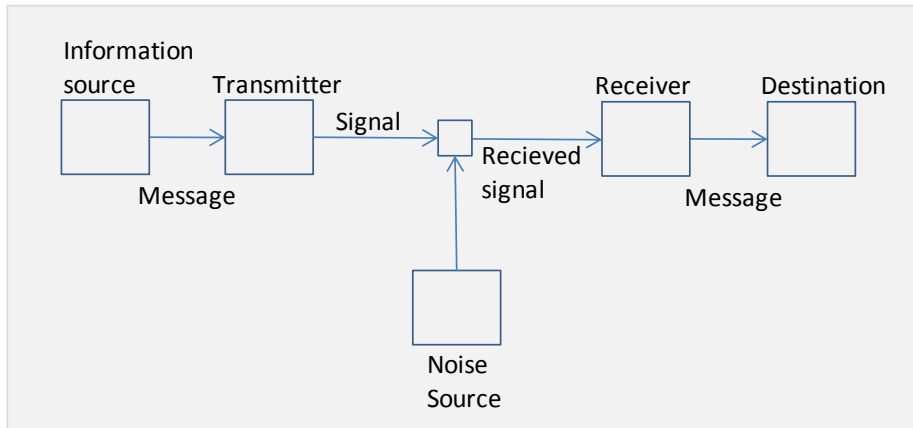 Information
source
Transmitter
Receiver
Destination
Signal
Recieved
signal
Message
Message
Noise
Source